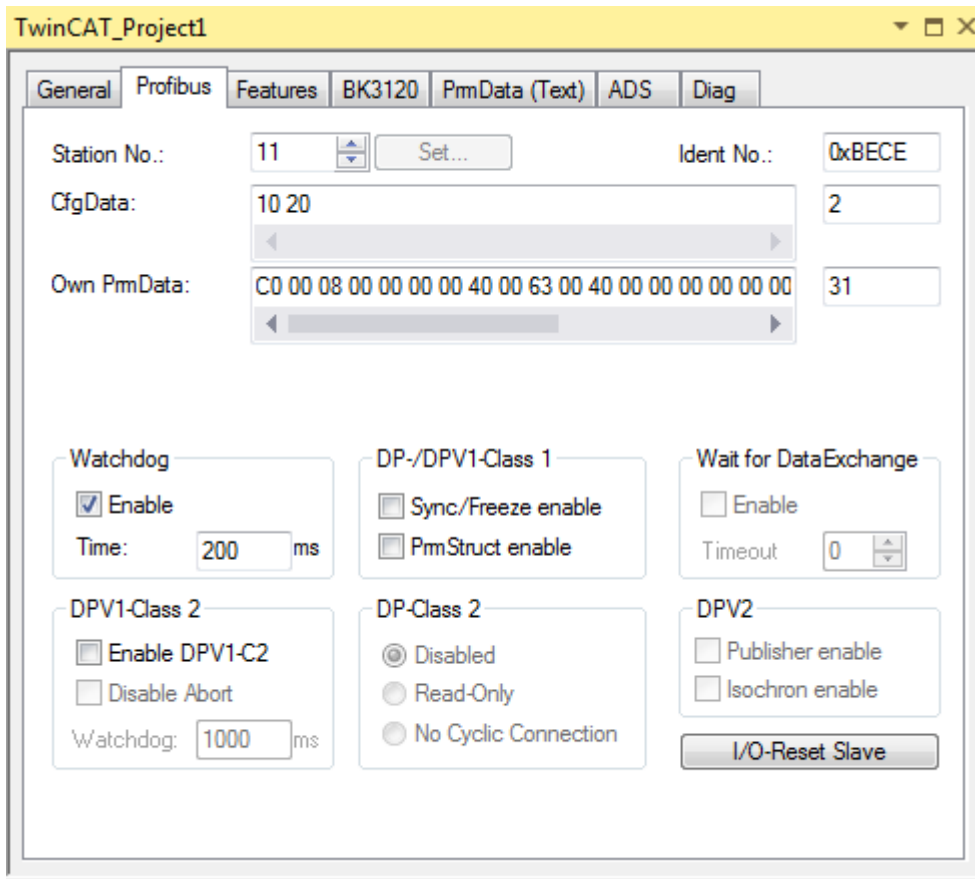 TwinCAT_Project1
General Profibus Features BK3120 PrmData (Text) ADS Diag
Station No.: 11 Set... Ident No.: 0xBECE
CfgData: 10 20 2
Own PrmData: C0 00 08 00 00 00 00 40 00 63 00 40 00 00 00 00 00 00 31
Watchdog DP-/DPV1-Class 1 Wait for DataExchange
Enable Sync/Freeze enable Enable
Time: 200 ms PrmStruct enable Timeout 0
DPV1-Class 2 DP-Class 2 DPV2
Enable DPV1-C2 Disabled Publisher enable
Disable Abort Read-Only Isochron enable
Watchdog: 1000 ms No Cyclic Connection I/O-Reset Slave